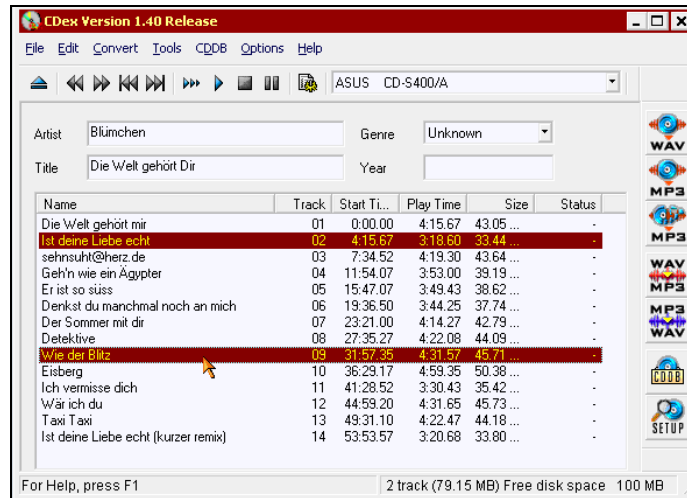 CDex Version 1.40 Release
File Edit Convert Tools CDDB Options Help
ASUS CD-S400/A
Artist Blümchen Genre Unknown
Title Die Welt gehört Dir Year
Name Track Start Ti... Play Time Size Status
Die Welt gehört mir 01 0:00.00 4:15.67 43.05 ... -
Ist deine Liebe echt 02 4:15.67 3:18.60 33.44 ... -
sehnsuht@herz.de 03 7:34.52 4:19.30 43.64 ... -
Geh'n wie ein Ägypter 04 11:54.07 3:53.00 39.19 ... -
Er ist so süss 05 15:47.07 3:49.43 38.62 ... -
Denkst du manchmal noch an mich 06 19:36.50 3:44.25 37.74 ... -
Der Sommer mit dir 07 23:21.00 4:14.27 42.79 ... -
Detektive 08 27:35.27 4:22.08 44.09 ... -
Wie der Blitz 09 31:57.35 4:31.57 45.71 ... -
Eisberg 10 36:29.17 4:59.35 50.38 ... -
Ich vermisse dich 11 41:28.52 3:30.43 35.42 ... -
Wär ich du 12 44:59.20 4:31.65 45.73 ... -
Taxi Taxi 13 49:31.10 4:22.47 44.18 ... -
Ist deine Liebe echt (kurzer remix) 14 53:53.57 3:20.68 33.80 ... -
WAV
MP3
MP3
WAV
MP3
MP3
WAV
CDDB
SETUP
For Help, press F1 2 track (79.15 MB) Free disk space 100 MB